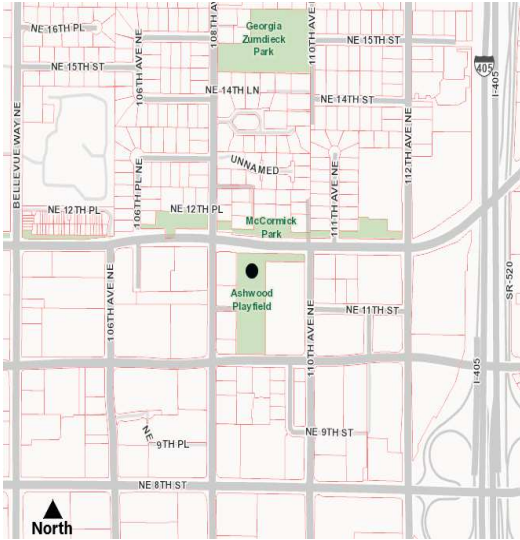 NE 16TH PL
108TH AV
Georgia
Zumdieck
Park
110TH AVE NE
NE 15TH ST
NE 15TH ST
106TH AVE NE
405
I-405
NE 14TH LN
NE 14TH ST
BELLEVUE WAY NE
112TH AVE NE
UNNAMED
106TH PL NE
111TH AVE NE
NE 12TH PL
NE 12TH PL
McCormick
Park
SR-520
106TH AVE NE
Ashwood
Playfield
NE 11TH ST
110TH AVE NE
I-405
NE 9TH PL
NE 9TH ST
NE 8TH ST
North